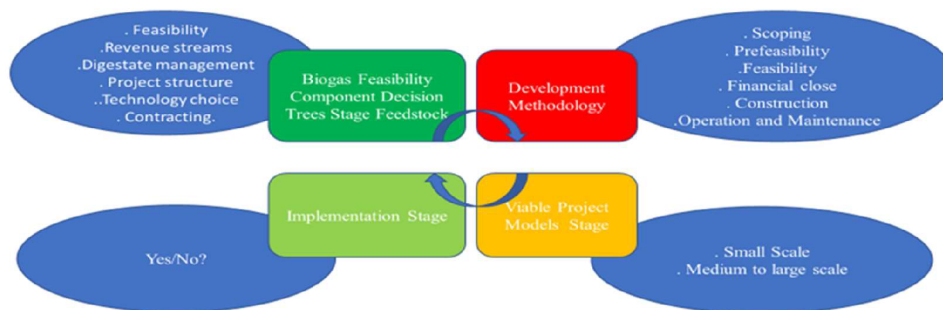 . Feasibility
. Revenue streams
.Digestate management
. Project structure
..Technology choice
. Contracting.
Biogas Feasibility
Component Decision
Trees Stage Feedstock
Development
Methodology
. Scoping
. Prefeasibility
.Feasibility
. Financial close
. Construction
.Operation and Maintenance
Yes/No?
Implementation Stage
Viable Project
Models Stage
. Small Scale
. Medium to large scale